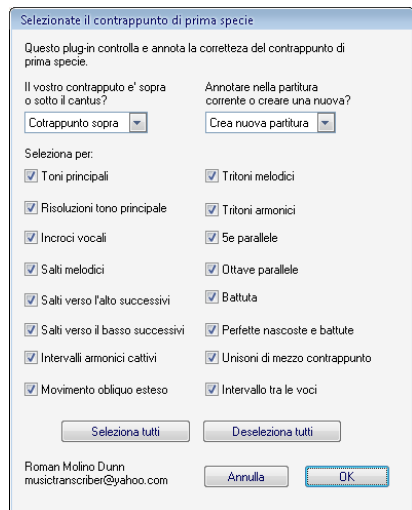 Selezionate il contrappunto di prima specie
Questo plug-in controlla e annota la corretteza del contrappunto di
prima specie.
Il vostro contrapputo e' sopra
o sotto il cantus?
Annotare nella partitura
corrente o creare una nuova?
Cotrappunto sopra
Crea nuova partitura
Seleziona per:
Toni principali
Tritoni melodici
Risoluzioni tono principale
Tritoni armonici
Incroci vocali
5e parallele
Salti melodici
Ottave parallele
Salti verso l'alto successivi
Battuta
Salti verso il basso successivi
Perfette nascoste e battute
Intervalli armonici cattivi
Unisoni di mezzo contrappunto
Movimento obliquo esteso
Intervallo tra le voci
Seleziona tutti
Deseleziona tutti
Roman Molino Dunn
musictranscriber@yahoo.com
Annulla
OK